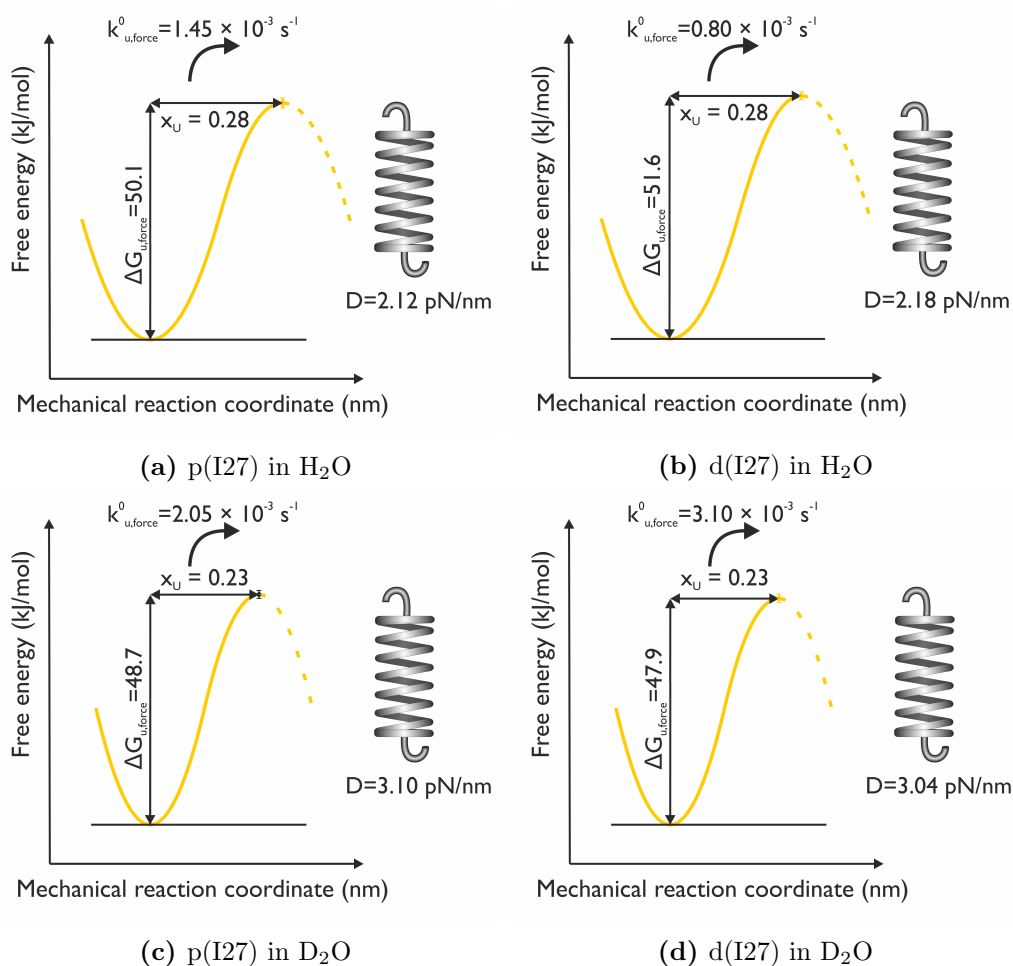 k⁰u,force=1.45 × 10⁻³ s⁻¹
Free energy (kJ/mol)
ΔGu,force=50.1
xU = 0.28
D=2.12 pN/nm
Mechanical reaction coordinate (nm)
(a) p(I27) in H₂O
k⁰u,force=0.80 × 10⁻³ s⁻¹
Free energy (kJ/mol)
ΔGu,force=51.6
xU = 0.28
D=2.18 pN/nm
Mechanical reaction coordinate (nm)
(b) d(I27) in H₂O
k⁰u,force=2.05 × 10⁻³ s⁻¹
Free energy (kJ/mol)
ΔGu,force=48.7
xU = 0.23
D=3.10 pN/nm
Mechanical reaction coordinate (nm)
(c) p(I27) in D₂O
k⁰u,force=3.10 × 10⁻³ s⁻¹
Free energy (kJ/mol)
ΔGu,force=47.9
xU = 0.23
D=3.04 pN/nm
Mechanical reaction coordinate (nm)
(d) d(I27) in D₂O